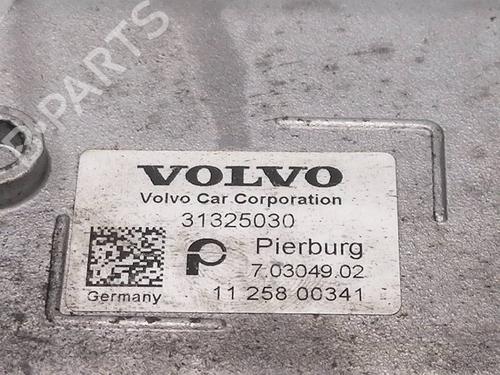 B-PARTS
VOLVO
Volvo Car Corporation
31325030
Pierburg
7.03049.02
Germany
11 258 00341